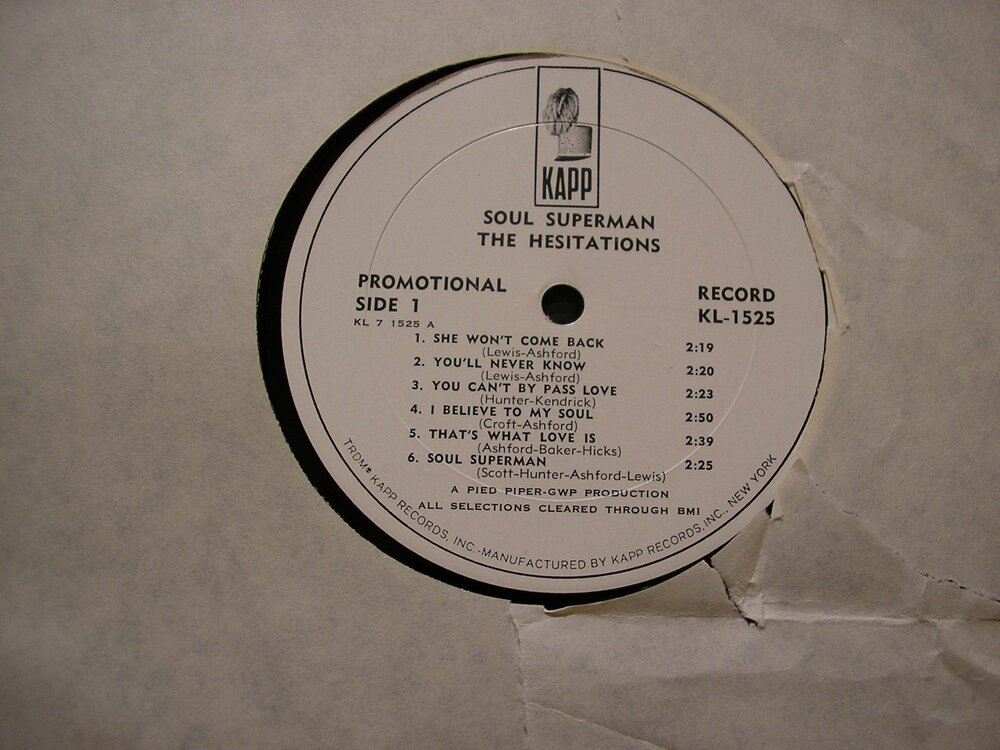 KAPP
SOUL SUPERMAN
THE HESITATIONS
PROMOTIONAL
SIDE 1
KL 7 1525 A
RECORD
KL-1525
1. SHE WON'T COME BACK 2:19
(Lewis-Ashford)
2. YOU'LL NEVER KNOW 2:20
(Lewis-Ashford)
3. YOU CAN'T BY PASS LOVE 2:23
(Hunter-Kendrick)
4. I BELIEVE TO MY SOUL 2:50
(Croft-Ashford)
5. THAT'S WHAT LOVE IS 2:39
(Ashford-Baker-Hicks)
6. SOUL SUPERMAN 2:25
(Scott-Hunter-Ashford-Lewis)
A PIED PIPER-GWP PRODUCTION
ALL SELECTIONS CLEARED THROUGH BMI
TRDM® KAPP RECORDS, INC.-MANUFACTURED BY KAPP RECORDS, INC., NEW YORK